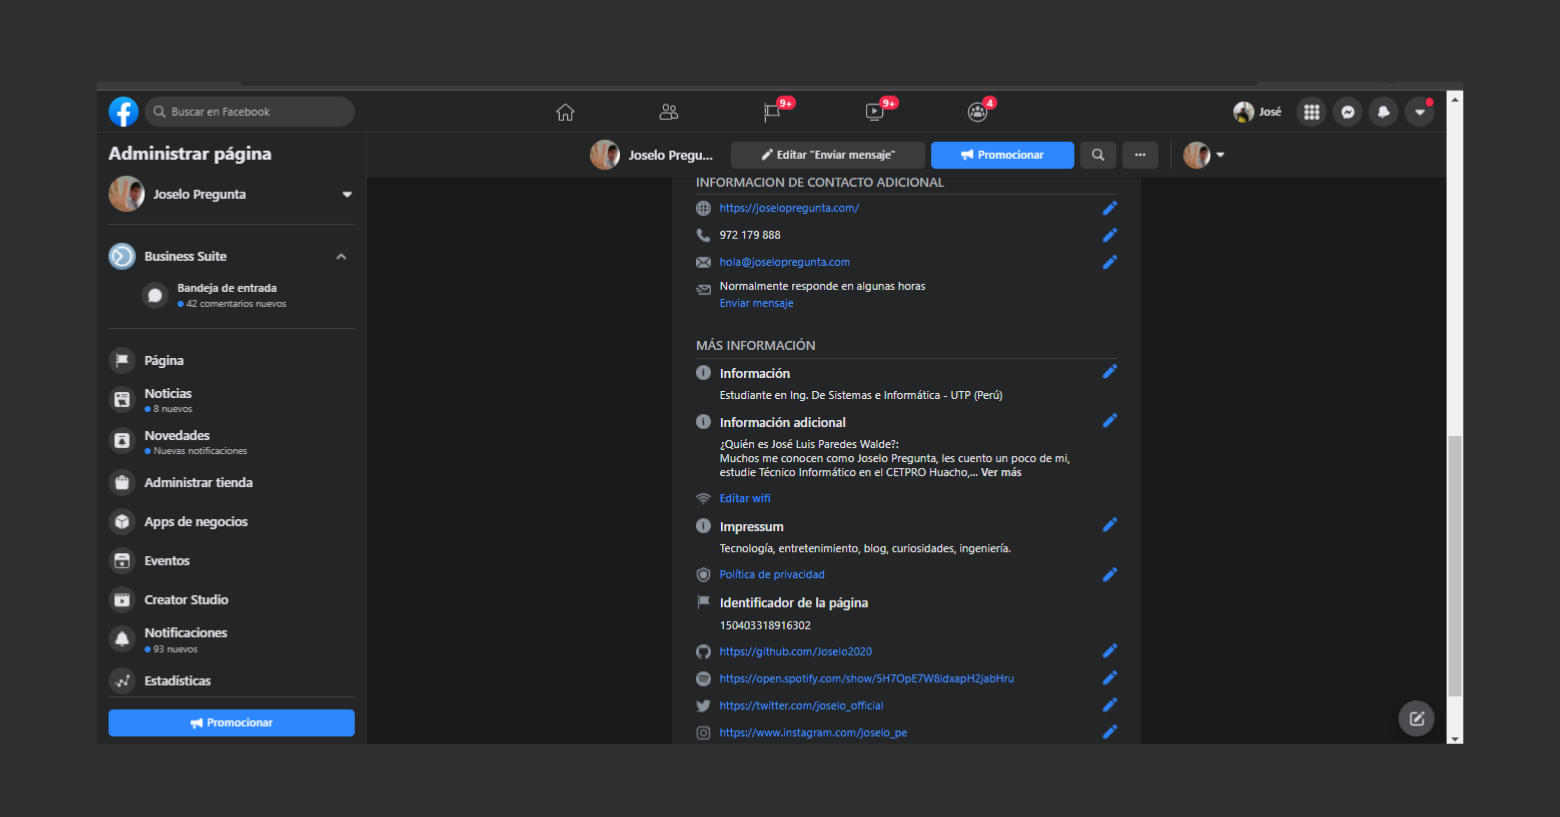 Buscar en Facebook
9+
9+
4
José
Administrar página
Joselo Pregunta
Business Suite
Bandeja de entrada
42 comentarios nuevos
Página
Noticias
8 nuevos
Novedades
Nuevas notificaciones
Administrar tienda
Apps de negocios
Eventos
Creator Studio
Notificaciones
93 nuevos
Estadísticas
Promocionar
Joselo Pregu...
Editar "Enviar mensaje"
Promocionar
INFORMACION DE CONTACTO ADICIONAL
https://joselopregunta.com/
972 179 888
hola@joselopregunta.com
Normalmente responde en algunas horas
Enviar mensaje
MÁS INFORMACIÓN
Información
Estudiante en Ing. De Sistemas e Informática - UTP (Perú)
Información adicional
¿Quién es José Luis Paredes Walde?:
Muchos me conocen como Joselo Pregunta, les cuento un poco de mi,
estudie Técnico Informático en el CETPRO Huacho,... Ver más
Editar wifi
Impressum
Tecnología, entretenimiento, blog, curiosidades, ingeniería.
Política de privacidad
Identificador de la página
150403318916302
https://github.com/Joselo2020
https://open.spotify.com/show/5H7OpE7W8idxapH2jabHru
https://twitter.com/joselo_official
https://www.instagram.com/joselo_pe